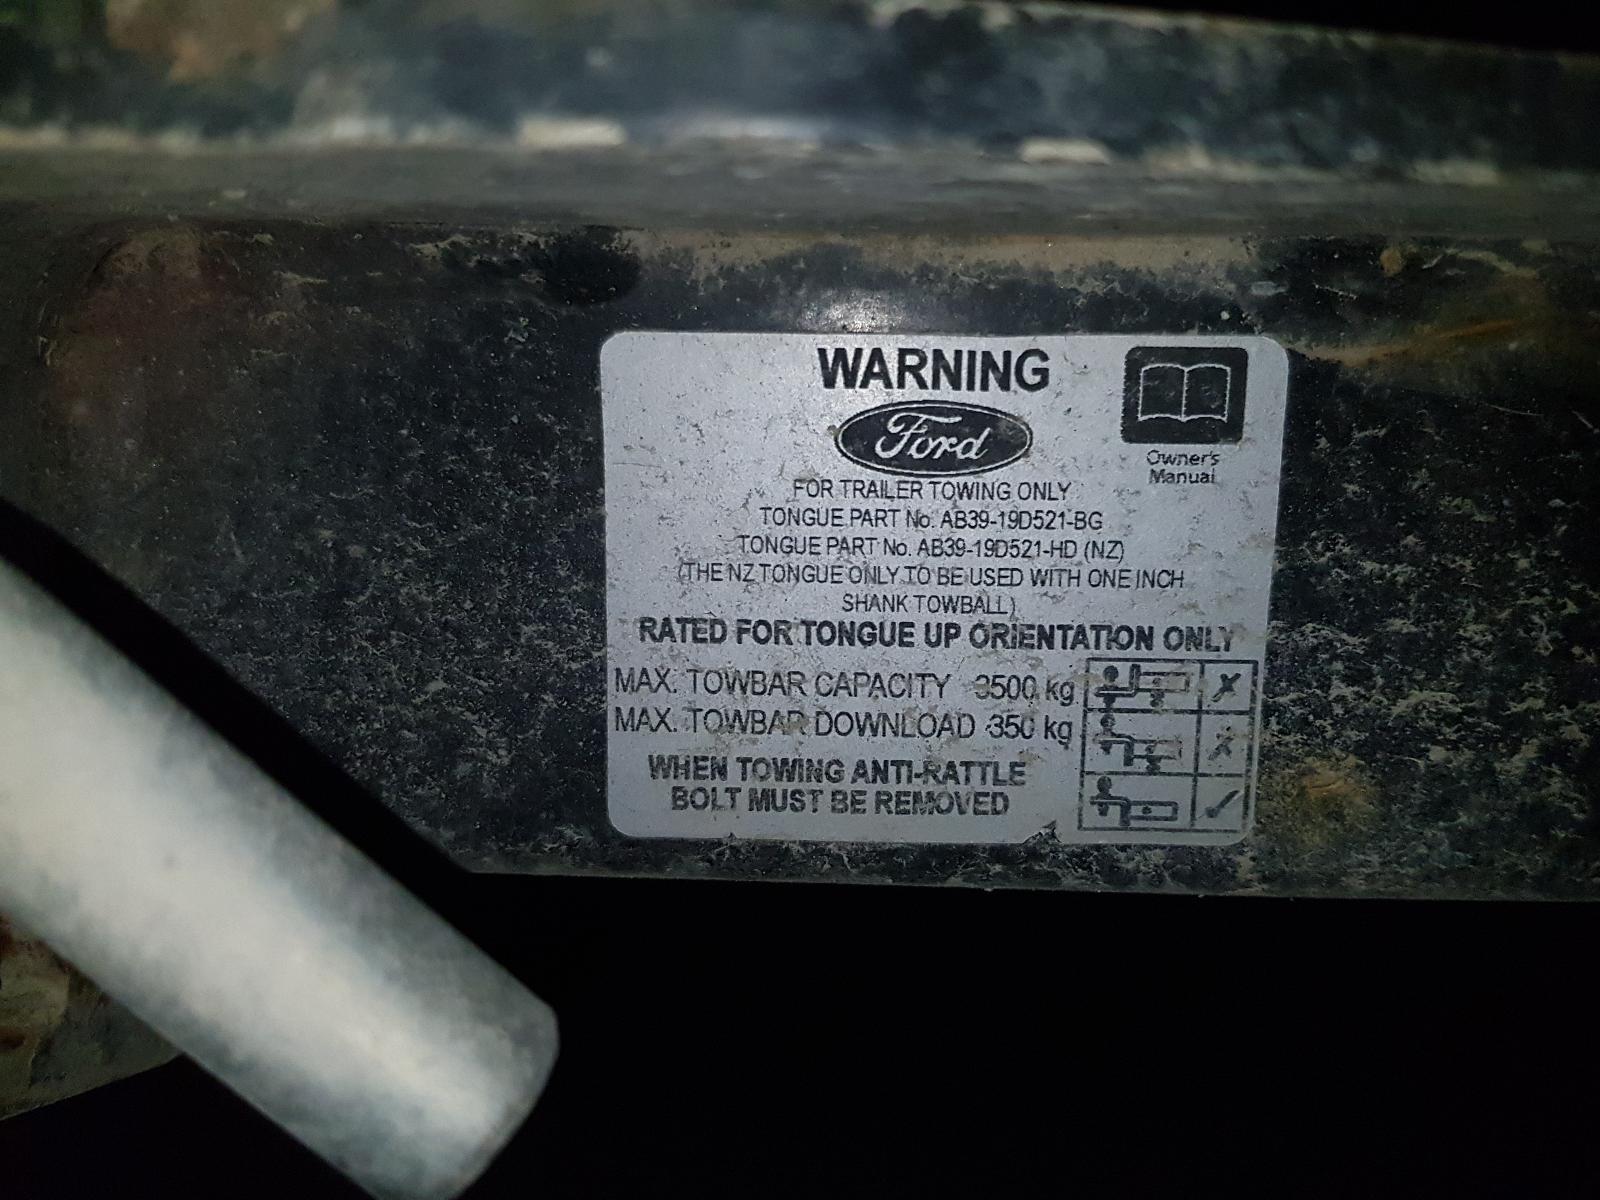 WARNING
Ford
Owner's
Manual
FOR TRAILER TOWING ONLY
TONGUE PART No. AB39-19D521-BG
TONGUE PART No. AB39-19D521-HD (NZ)
(THE NZ TONGUE ONLY TO BE USED WITH ONE INCH
SHANK TOWBALL)
RATED FOR TONGUE UP ORIENTATION ONLY
MAX. TOWBAR CAPACITY 3500 kg
MAX. TOWBAR DOWNLOAD 350 kg
WHEN TOWING ANTI-RATTLE
BOLT MUST BE REMOVED